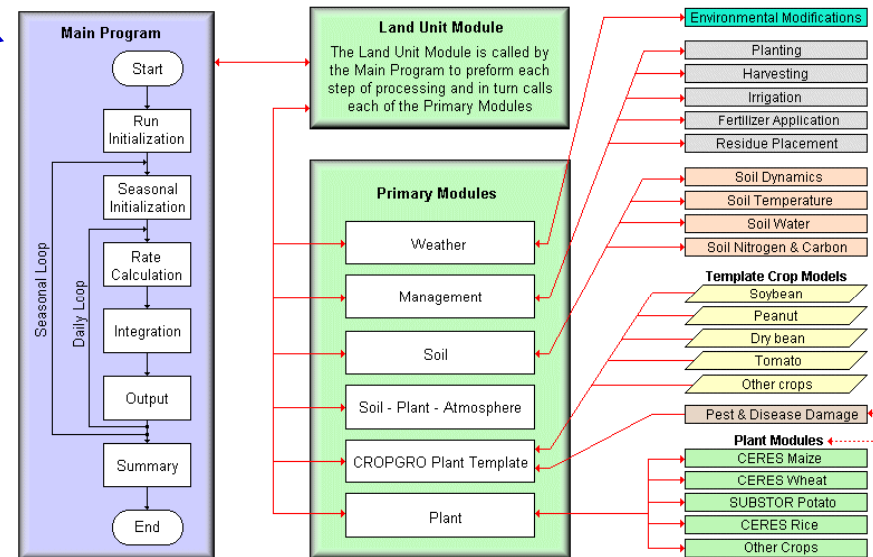 Main Program
Start
Run
Initialization
Seasonal
Initialization
Rate
Calculation
Integration
Output
Summary
End
Seasonal Loop
Daily Loop
Land Unit Module
The Land Unit Module is called by
the Main Program to preform each
step of processing and in turn calls
each of the Primary Modules
Primary Modules
Weather
Management
Soil
Soil - Plant - Atmosphere
CROPGRO Plant Template
Plant
Environmental Modifications
Planting
Harvesting
Irrigation
Fertilizer Application
Residue Placement
Soil Dynamics
Soil Temperature
Soil Water
Soil Nitrogen & Carbon
Template Crop Models
Soybean
Peanut
Dry bean
Tomato
Other crops
Pest & Disease Damage
Plant Modules
CERES Maize
CERES Wheat
SUBSTOR Potato
CERES Rice
Other Crops